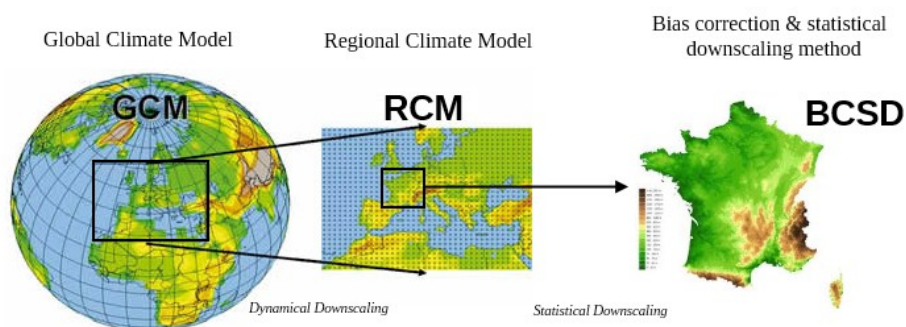 Global Climate Model
Regional Climate Model
Bias correction & statistical
downscaling method
GCM
RCM
BCSD
Dynamical Downscaling
Statistical Downscaling